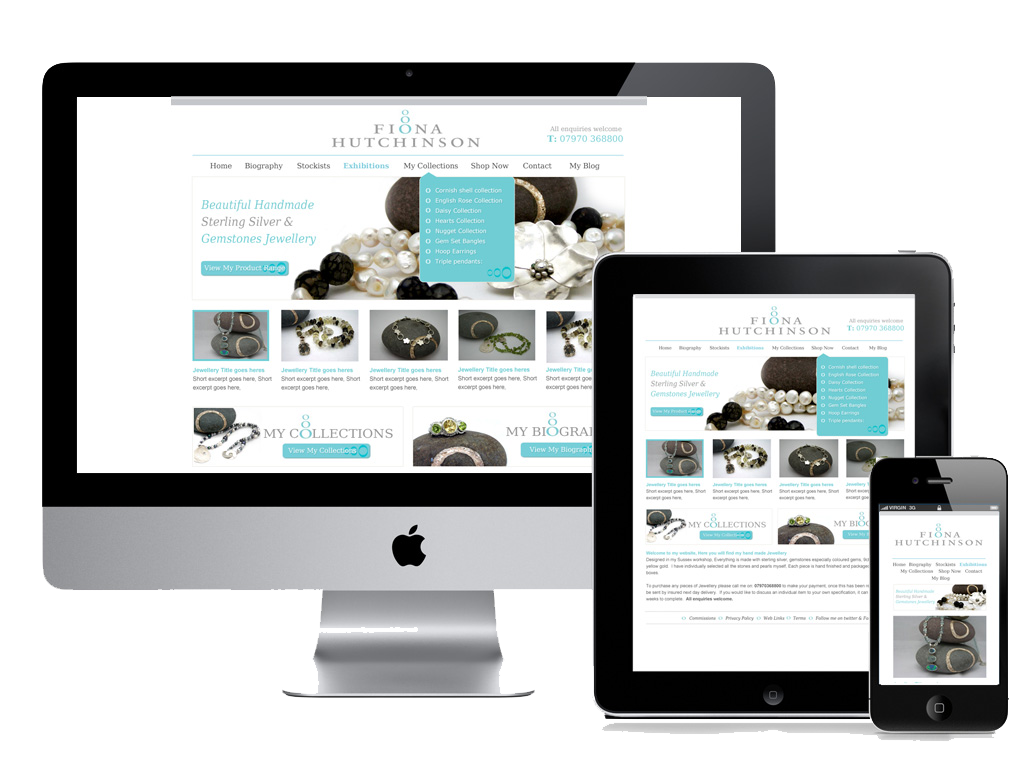 FIONA
HUTCHINSON
All enquiries welcome
T: 07970 368800
Home Biography Stockists Exhibitions My Collections Shop Now Contact My Blog
Beautiful Handmade
Sterling Silver &
Gemstones Jewellery
View My Product Range
Cornish shell collection
English Rose Collection
Daisy Collection
Hearts Collection
Nugget Collection
Gem Set Bangles
Hoop Earrings
Triple pendants:
Jewellery Title goes heres Jewellery Title goes heres Jewellery Title goes heres Jewellery Title goes heres Jewellery
Short excerpt goes here, Short Short excerpt goes here, Short Short excerpt goes here, Short Short excerpt goes here, Short Short exce
excerpt goes here, excerpt goes here, excerpt goes here, excerpt goes here, excerpt
MY COLLECTIONS
View My Collections
MY BIOGRA
View My Biograph
FIONA
HUTCHINSON
All enquiries welcome
T: 07970 368800
Home Biography Stockists Exhibitions My Collections Shop Now Contact My Blog
Beautiful Handmade
Sterling Silver &
Gemstones Jewellery
View My Product Range
Cornish shell collection
English Rose Collection
Daisy Collection
Hearts Collection
Nugget Collection
Gem Set Bangles
Hoop Earrings
Triple pendants:
Jewellery Title goes heres Jewellery Title goes heres Jewellery Title goes heres Jewellery
Short excerpt goes here, Short excerpt goes here, Short excerpt goes here,
Short excerpt goes here, Short excerpt goes here, Short excerpt goes here,
MY COLLECTIONS
View My Collections
MY BIO
Welcome to my website, Here you will find my hand made Jewellery
Designed in my Sussex workshop, Everything is made with sterling silver, gemstones especially coloured gems,
yellow gold. I have individually selected all the stones and pearls myself. Each piece is hand finished and packaged
boxes.
To purchase any pieces of Jewellery please call me on: 07970368800 to make your payment, once this has been
be sent by insured next day delivery. If you would like to discuss an individual item to your own specification, it can
weeks to complete. All enquiries welcome.
Commissions Privacy Policy Web Links Terms Follow me on twitter &
VIRGIN 3G
FIONA
HUTCHINSON
Home Biography Stockists Exhibitions
My Collections Shop Now Contact
My Blog
Beautiful Handmade
Sterling Silver &
Gemstones Jewellery